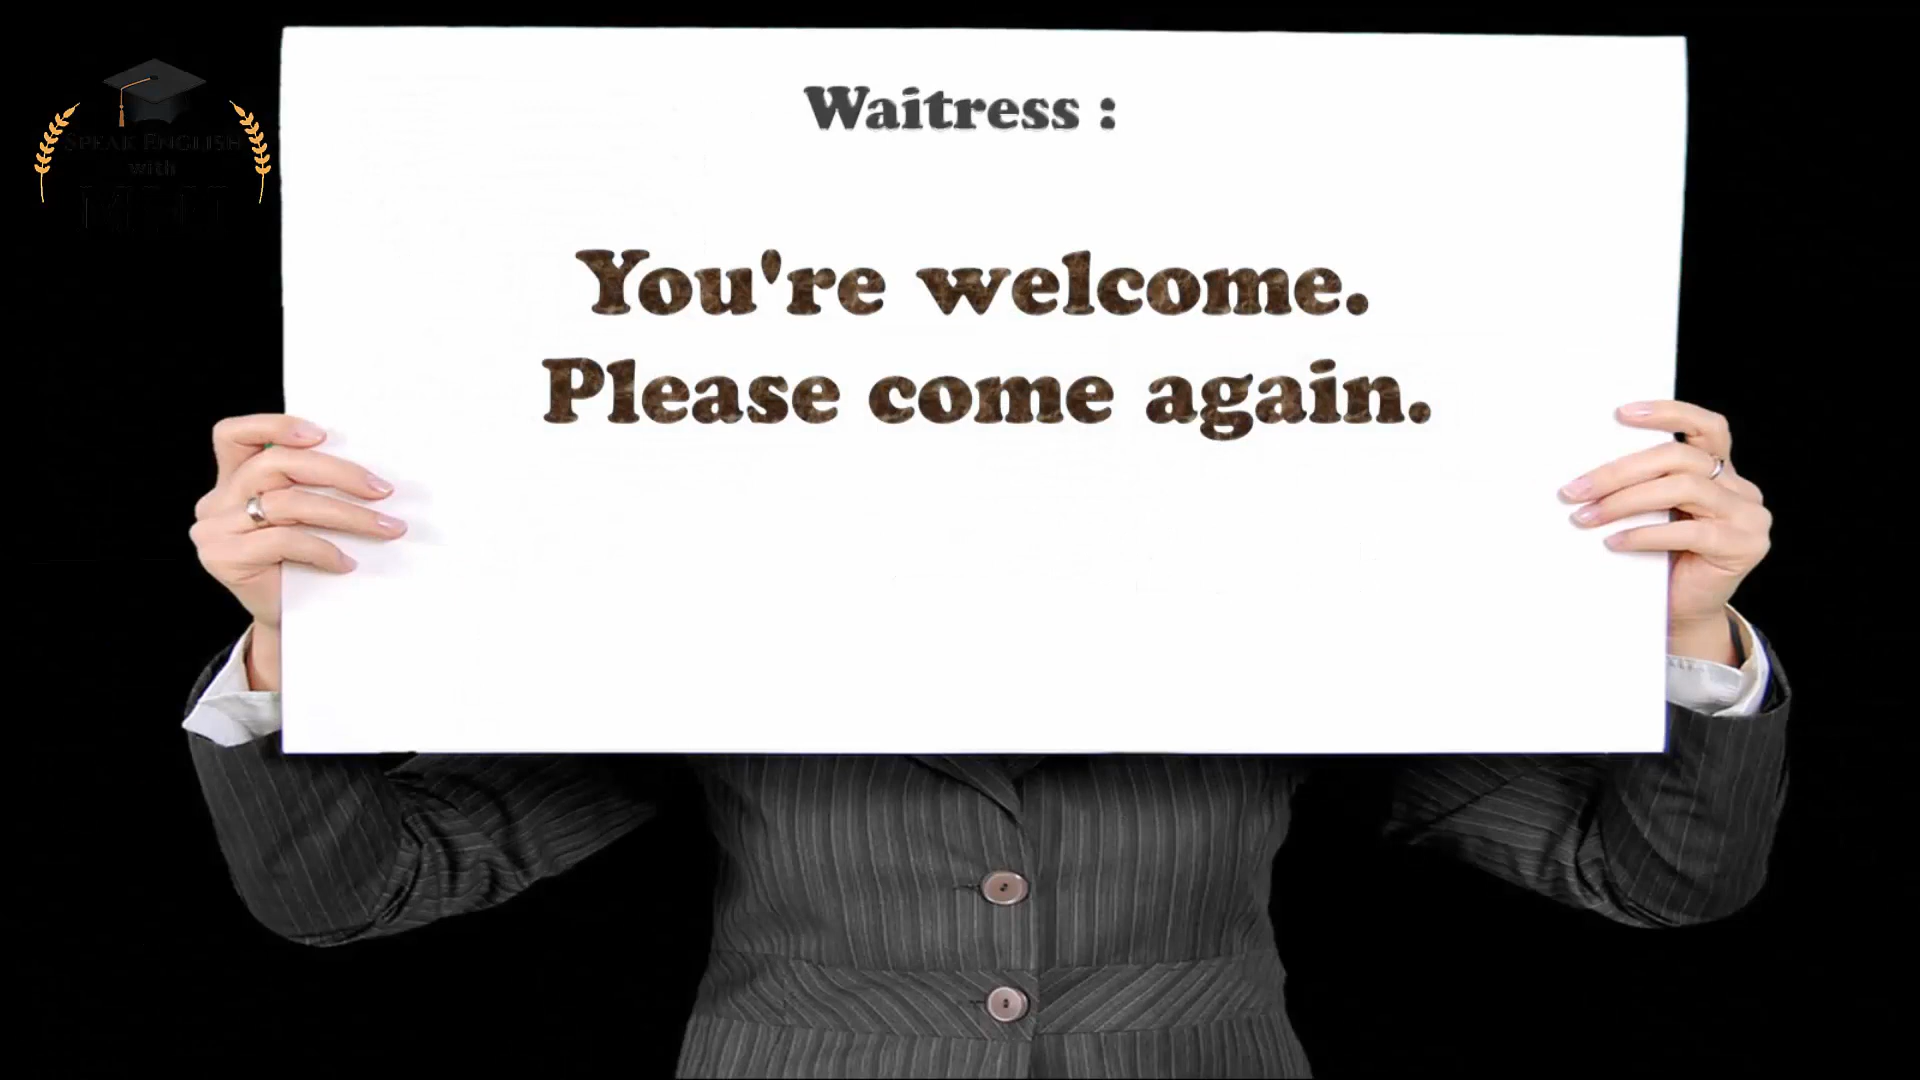 Waitress :
You're welcome.
Please come again.
SPEAK ENGLISH
with